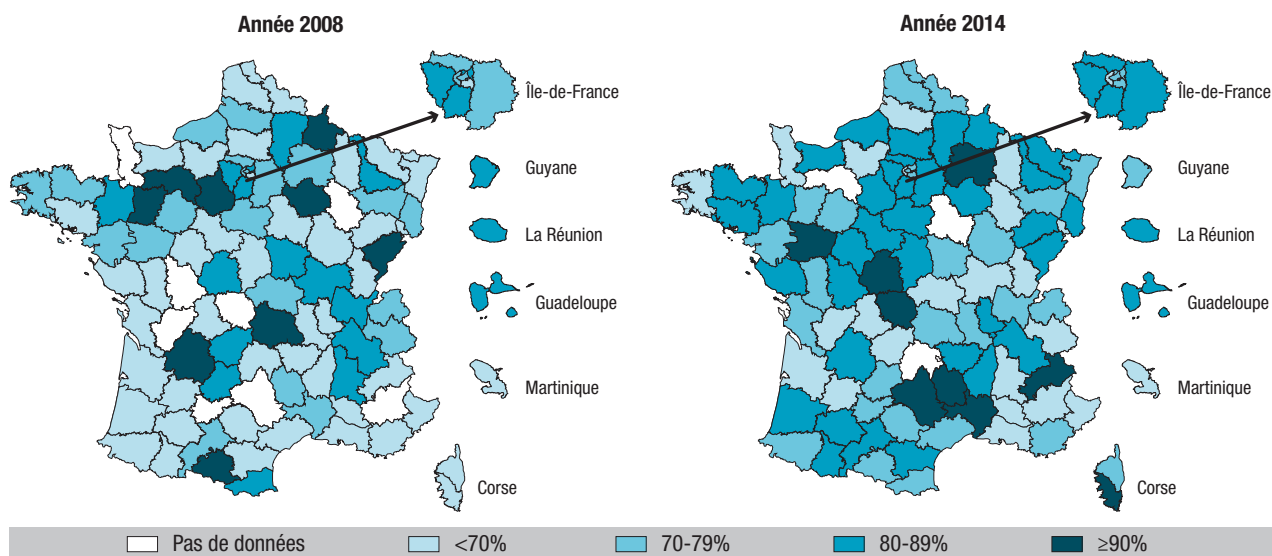 Année 2008
Île-de-France
Guyane
La Réunion
Guadeloupe
Martinique
Corse
Année 2014
Île-de-France
Guyane
La Réunion
Guadeloupe
Martinique
Corse
Pas de données <70% 70-79% 80-89% ≥90%